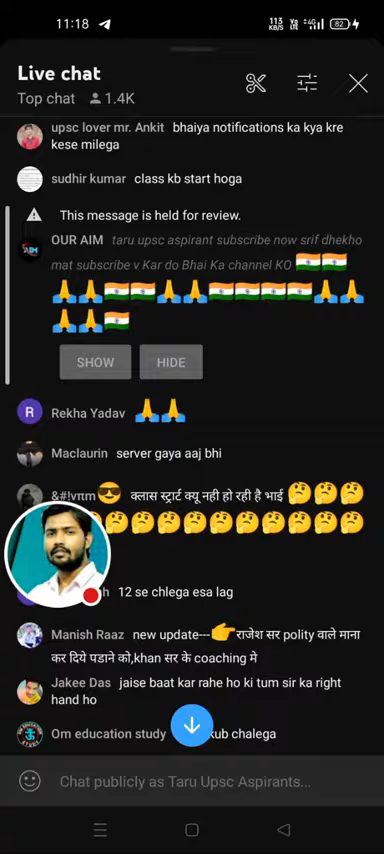 11:18
113 KB/S Vo LTE 4G 82
Live chat
Top chat 1.4K
upsc lover mr. Ankit bhaiya notifications ka kya kre
kese milega
sudhir kumar class kb start hoga
This message is held for review.
OUR AIM taru upsc aspirant subscribe now srif dhekho
mat subscribe v Kar do Bhai Ka channel KO 🇮🇳🇮🇳
🙏🙏🇮🇳🇮🇳🙏🙏🇮🇳🇮🇳🇮🇳🇮🇳🙏🙏
🙏🙏🇮🇳
SHOW HIDE
R Rekha Yadav 🙏🙏
Maclaurin server gaya aaj bhi
&#!νπm😎 क्लास स्ट्रार्ट क्यू नही हो रही है भाई 🤔🤔🤔
🤔🤔🤔🤔🤔🤔🤔🤔🤔🤔🤔
12 se chlega esa lag
Manish Raaz new update---👉राजेश सर polity वाले माना
कर दिये पडाने को,khan सर के coaching मे
Jakee Das jaise baat kar rahe ho ki tum sir ka right
hand ho
Om education study kub chalega
Chat publicly as Taru Upsc Aspirants...